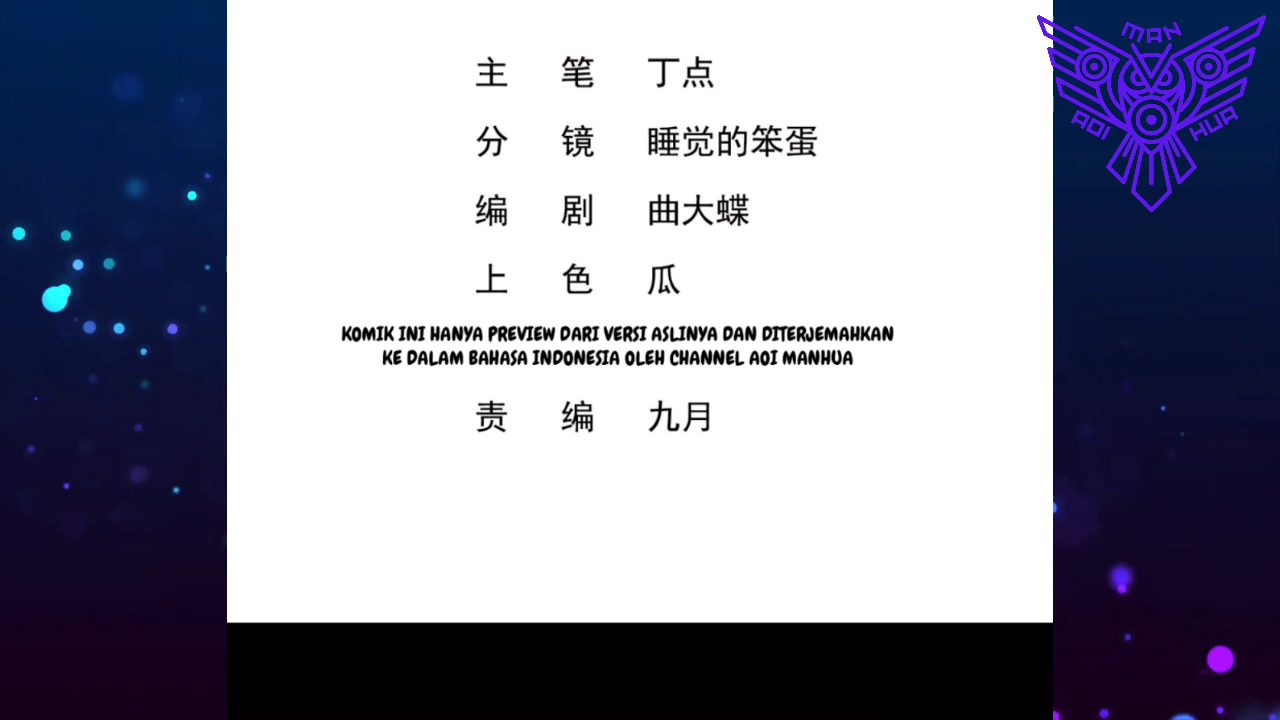 主 笔 丁点
分 镜 睡觉的笨蛋
编 剧 曲大蝶
上 色 瓜
KOMIK INI HANYA PREVIEW DARI VERSI ASLINYA DAN DITERJEMAHKAN
KE DALAM BAHASA INDONESIA OLEH CHANNEL AOI MANHUA
责 编 九月
MAN
AOI HUA